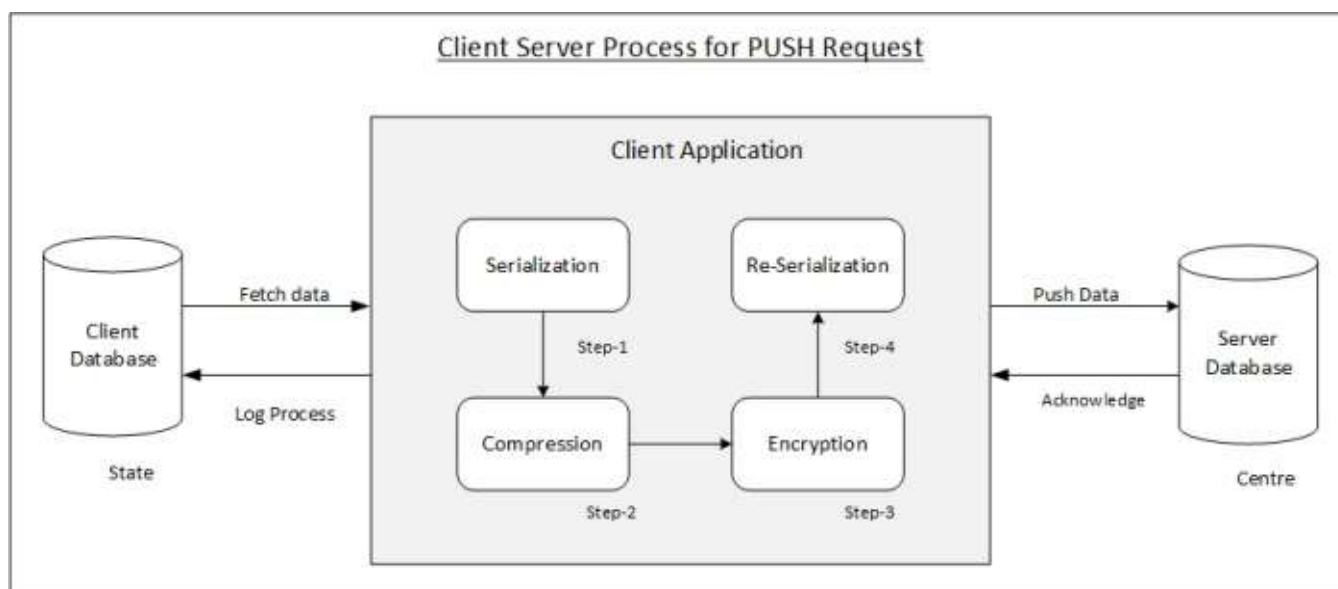 Client Server Process for PUSH Request
Client Application
Serialization
Re-Serialization
Fetch data
Push Data
Client
Database
Server
Database
Step-1
Step-4
Log Process
Acknowledge
Compression
Encryption
State
Centre
Step-2
Step-3